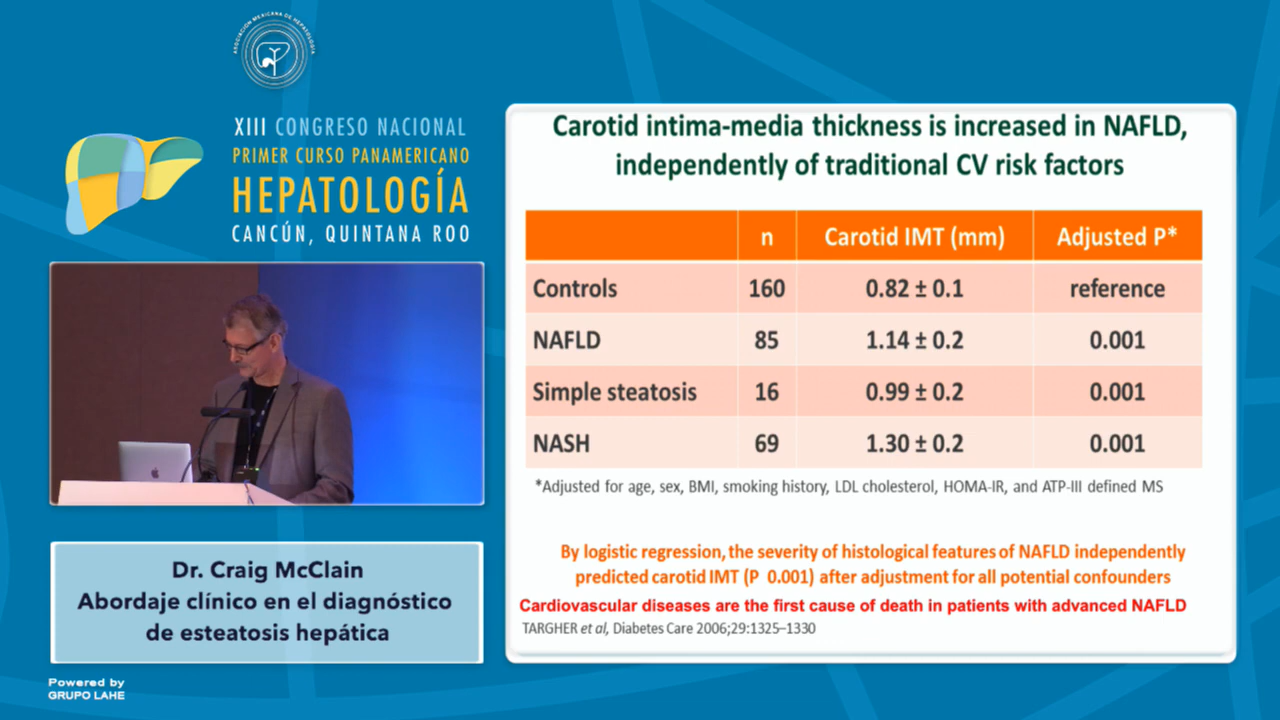 ASOCIACIÓN MEXICANA DE HEPATOLOGÍA
XIII CONGRESO NACIONAL
PRIMER CURSO PANAMERICANO
HEPATOLOGÍA
CANCÚN, QUINTANA ROO
Dr. Craig McClain
Abordaje clínico en el diagnóstico
de esteatosis hepática
Powered by
GRUPO LAHE
Carotid intima-media thickness is increased in NAFLD,
independently of traditional CV risk factors
n Carotid IMT (mm) Adjusted P*
Controls 160 0.82 ± 0.1 reference
NAFLD 85 1.14 ± 0.2 0.001
Simple steatosis 16 0.99 ± 0.2 0.001
NASH 69 1.30 ± 0.2 0.001
*Adjusted for age, sex, BMI, smoking history, LDL cholesterol, HOMA-IR, and ATP-III defined MS
By logistic regression, the severity of histological features of NAFLD independently
predicted carotid IMT (P 0.001) after adjustment for all potential confounders
Cardiovascular diseases are the first cause of death in patients with advanced NAFLD
TARGHER et al, Diabetes Care 2006;29:1325–1330